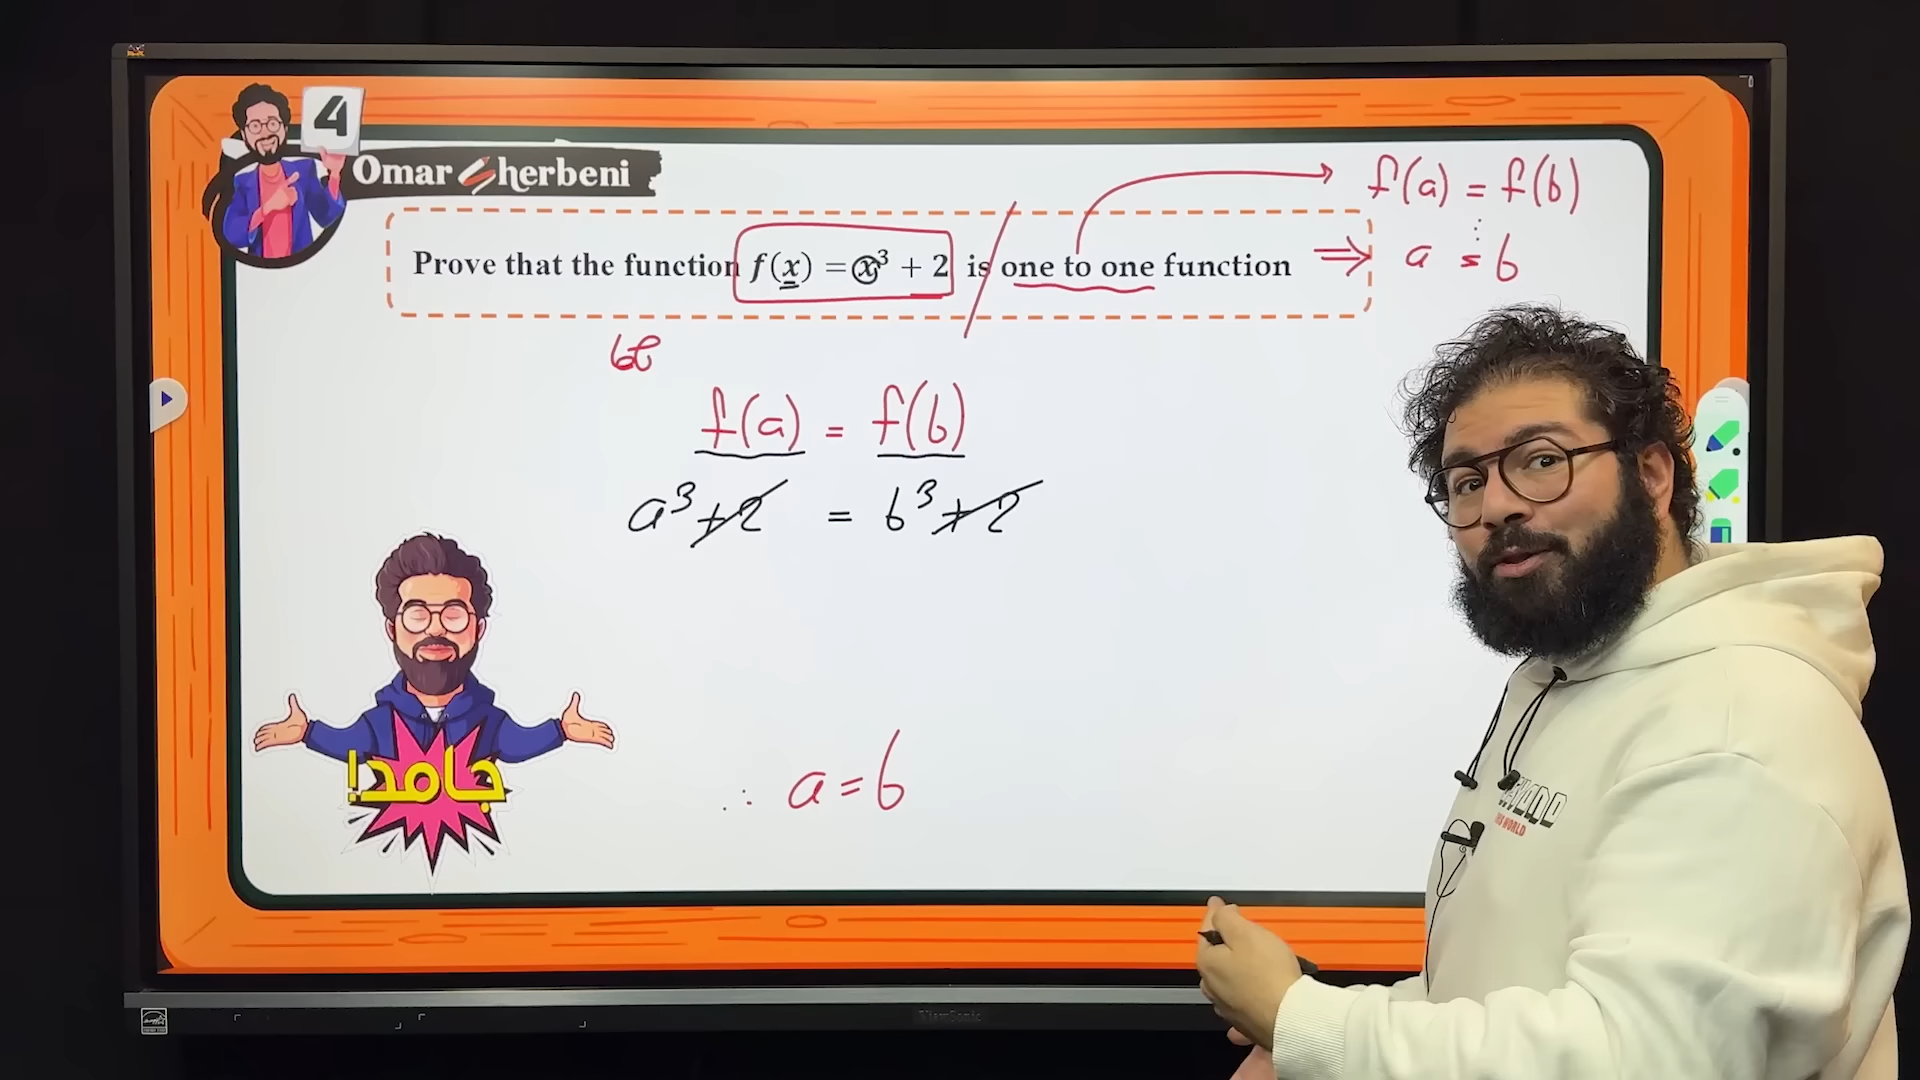 4
Omar Sherbeni
f(a) = f(b)
Prove that the function f(x) = x³ + 2 is one to one function ⇒ a = b
f(a) = f(b)
a³+2 = b³+2
جامد!
∴ a=b
ViewSonic